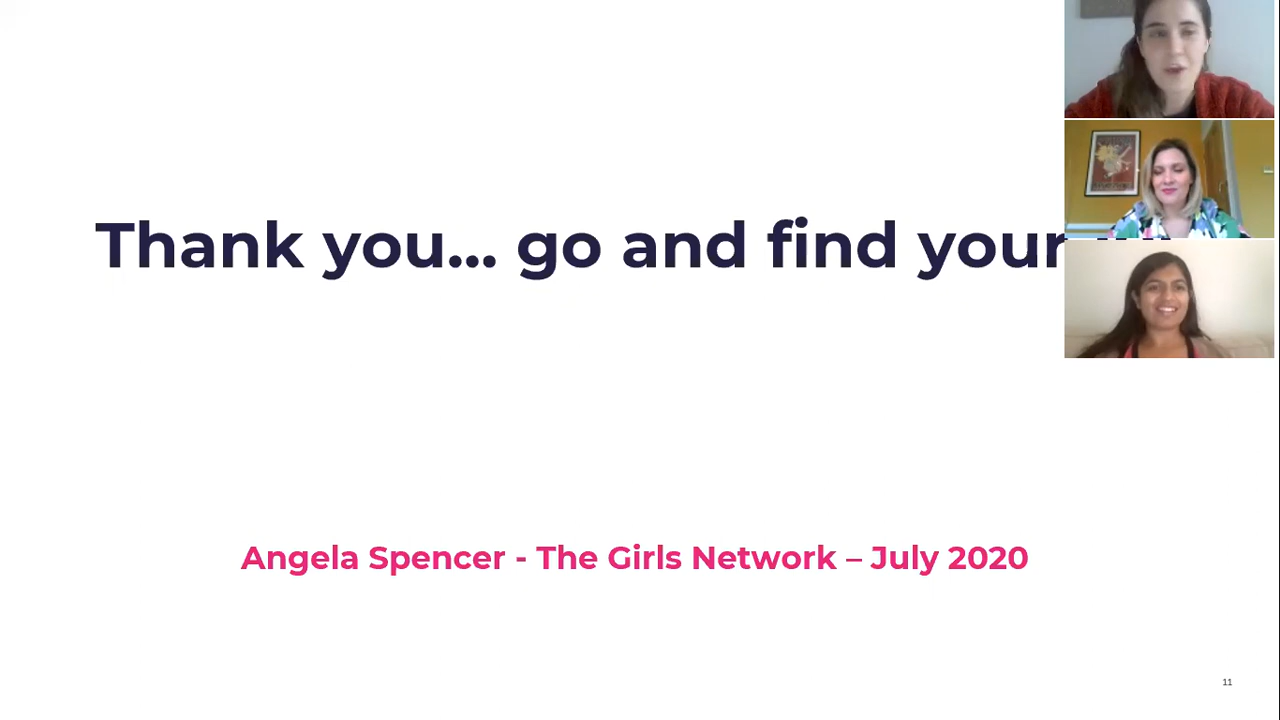 Thank you... go and find your
Angela Spencer - The Girls Network – July 2020
11